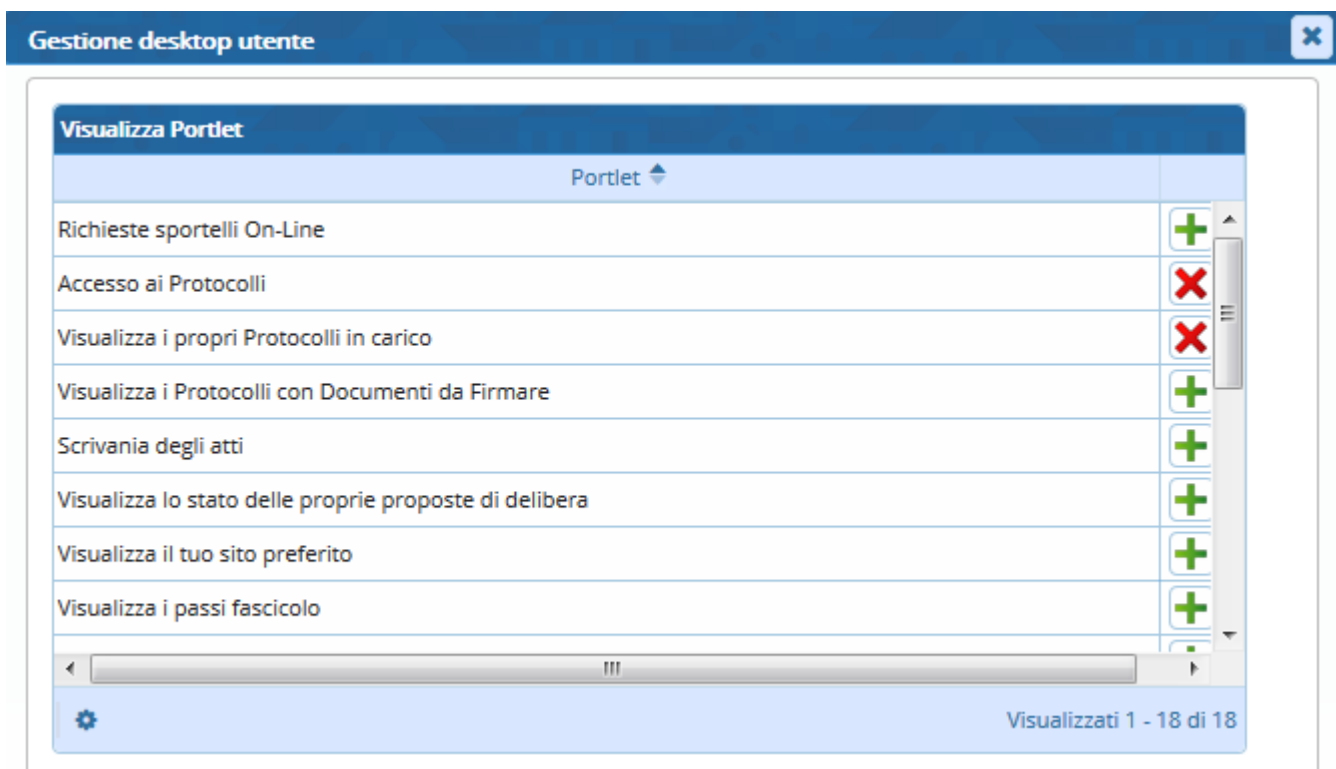 Gestione desktop utente
Visualizza Portlet
Portlet
Richieste sportelli On-Line
Accesso ai Protocolli
Visualizza i propri Protocolli in carico
Visualizza i Protocolli con Documenti da Firmare
Scrivania degli atti
Visualizza lo stato delle proprie proposte di delibera
Visualizza il tuo sito preferito
Visualizza i passi fascicolo
Visualizzati 1 - 18 di 18